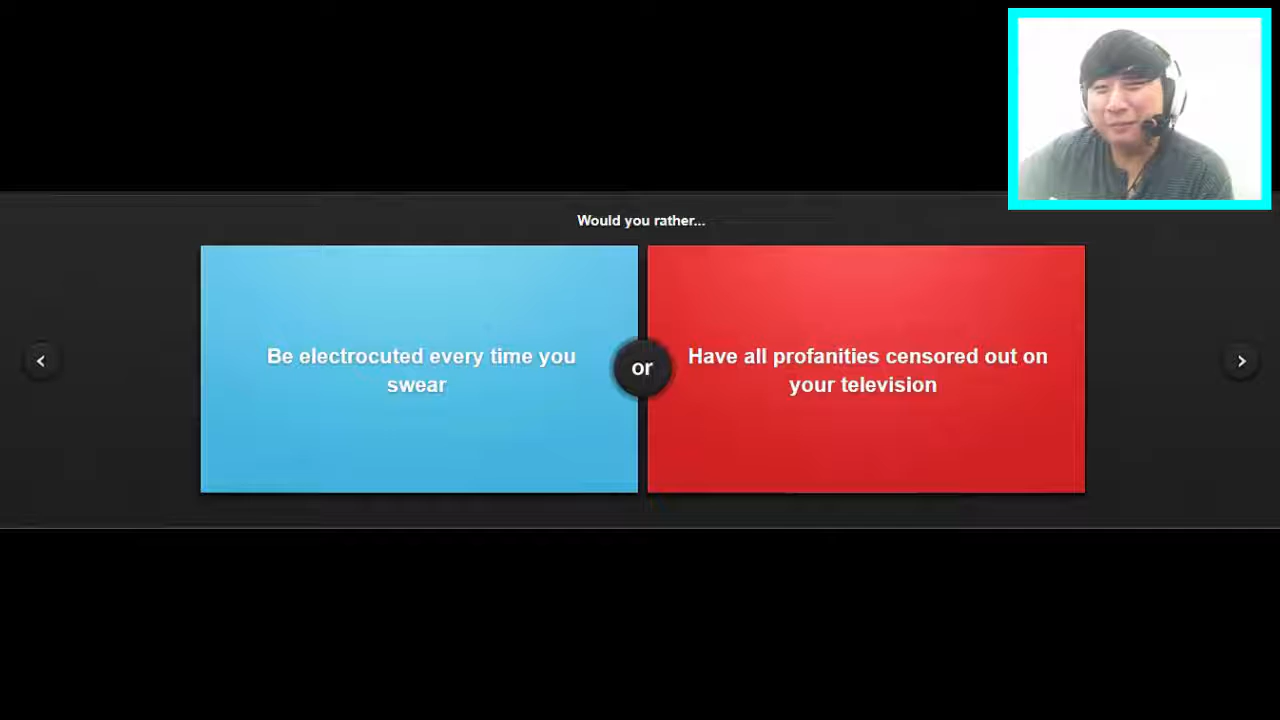 Would you rather...
Be electrocuted every time you
swear
or
Have all profanities censored out on
your television